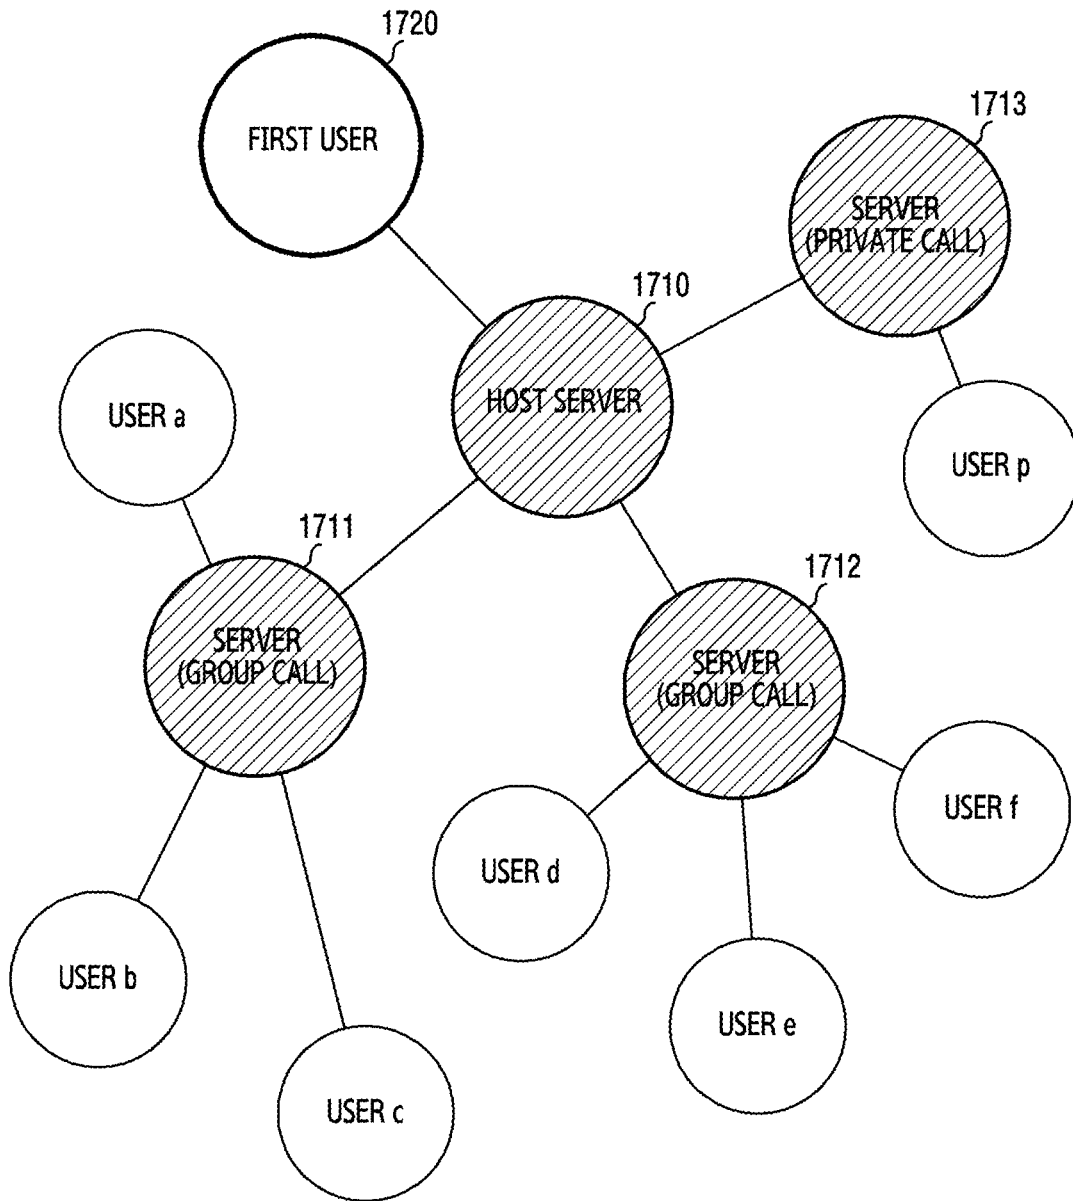 1720
FIRST USER
1713
SERVER
(PRIVATE CALL)
1710
HOST SERVER
USER a
USER p
1711
SERVER
(GROUP CALL)
1712
SERVER
(GROUP CALL)
USER f
USER d
USER b
USER e
USER c